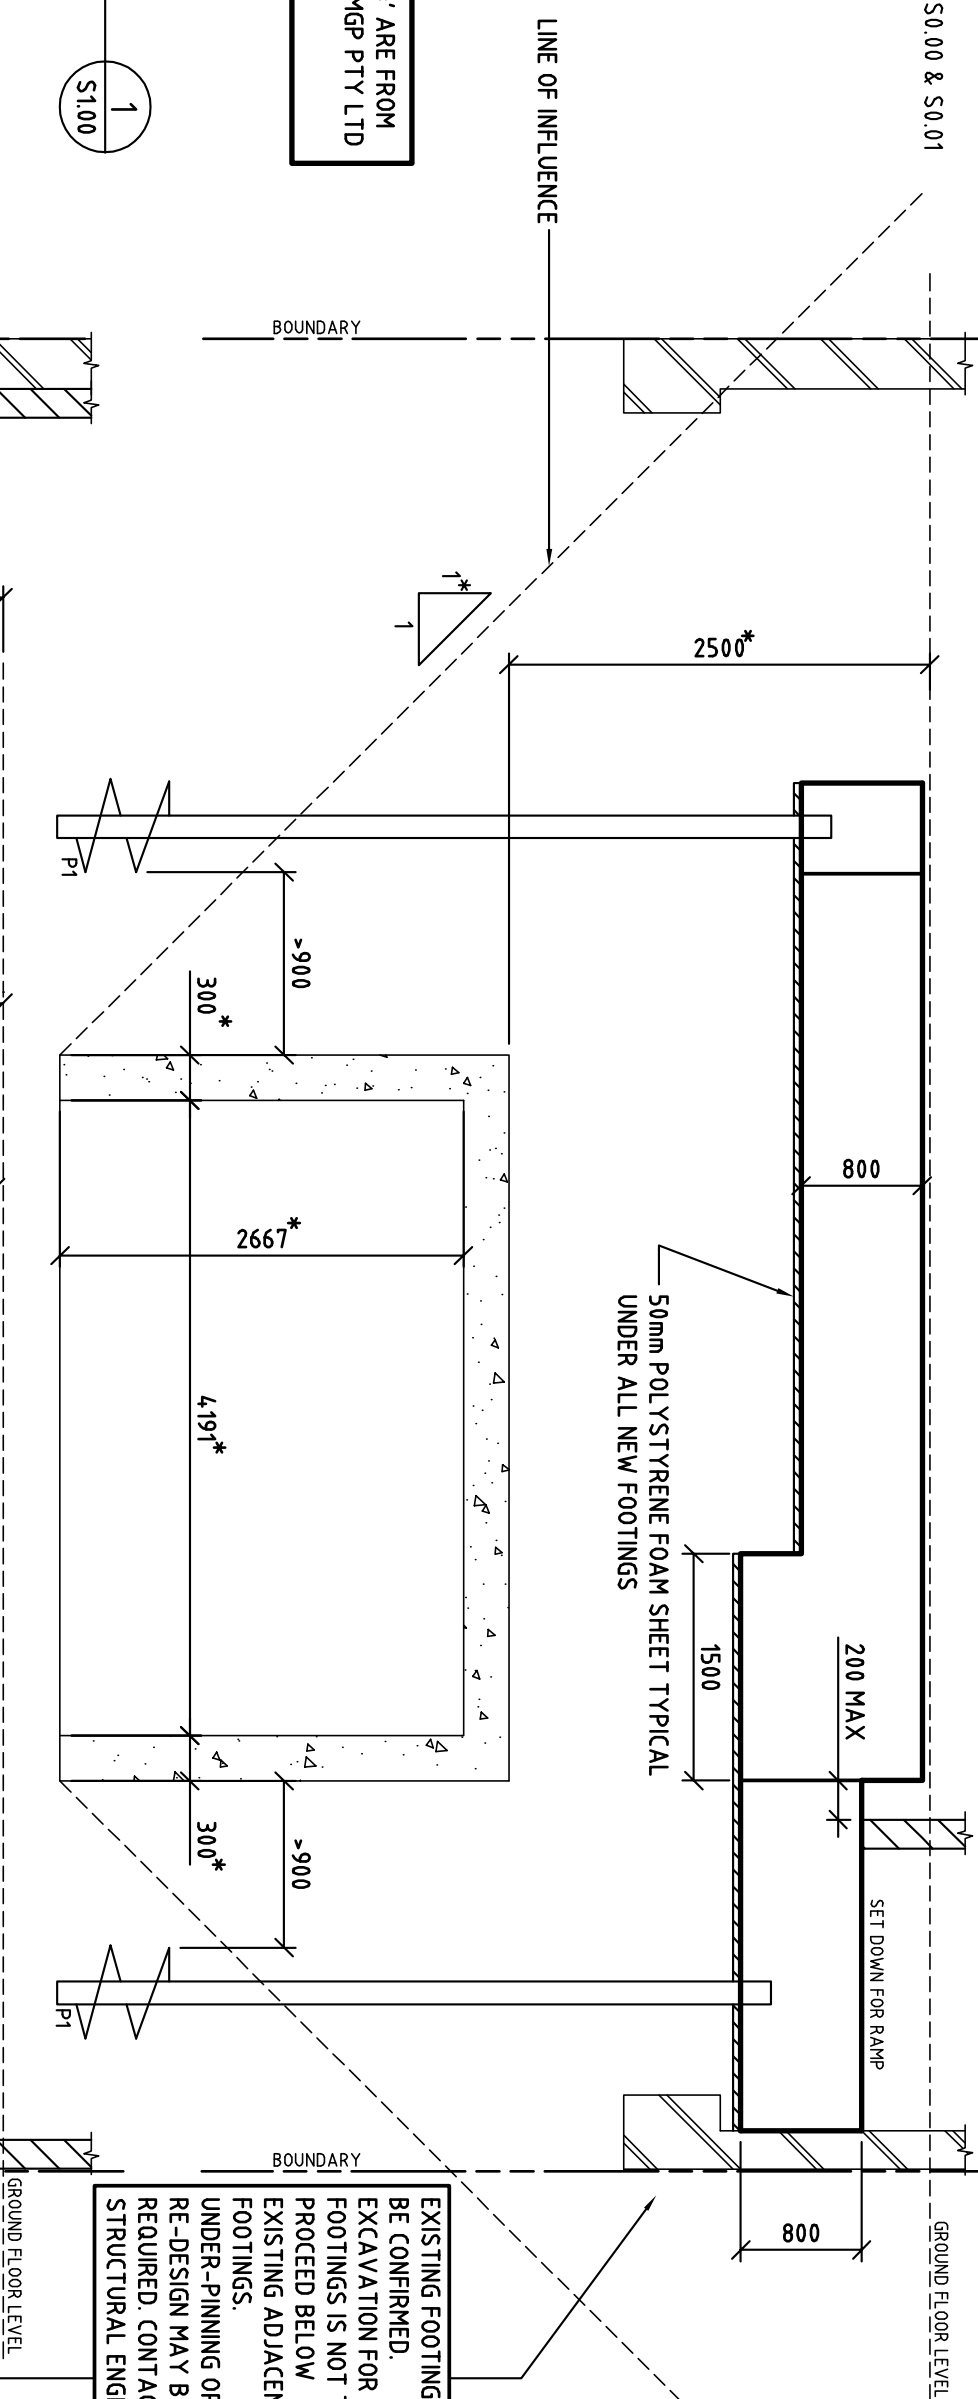 S0.00 & S0.01
' ARE FROM
MGP PTY LTD
1
S1.00
LINE OF INFLUENCE
BOUNDARY
1*
1
2500*
P1
>900
300*
800
2667*
4191*
50mm POLYSTYRENE FOAM SHEET TYPICAL
UNDER ALL NEW FOOTINGS
1500
200 MAX
300*
>900
SET DOWN FOR RAMP
P1
BOUNDARY
800
GROUND FLOOR LEVEL
EXISTING FOOTING
BE CONFIRMED.
EXCAVATION FOR
FOOTINGS IS NOT
PROCEED BELOW
EXISTING ADJACEN
FOOTINGS.
UNDER-PINNING OR
RE-DESIGN MAY B
REQUIRED. CONTAC
STRUCTURAL ENG
GROUND FLOOR LEVEL